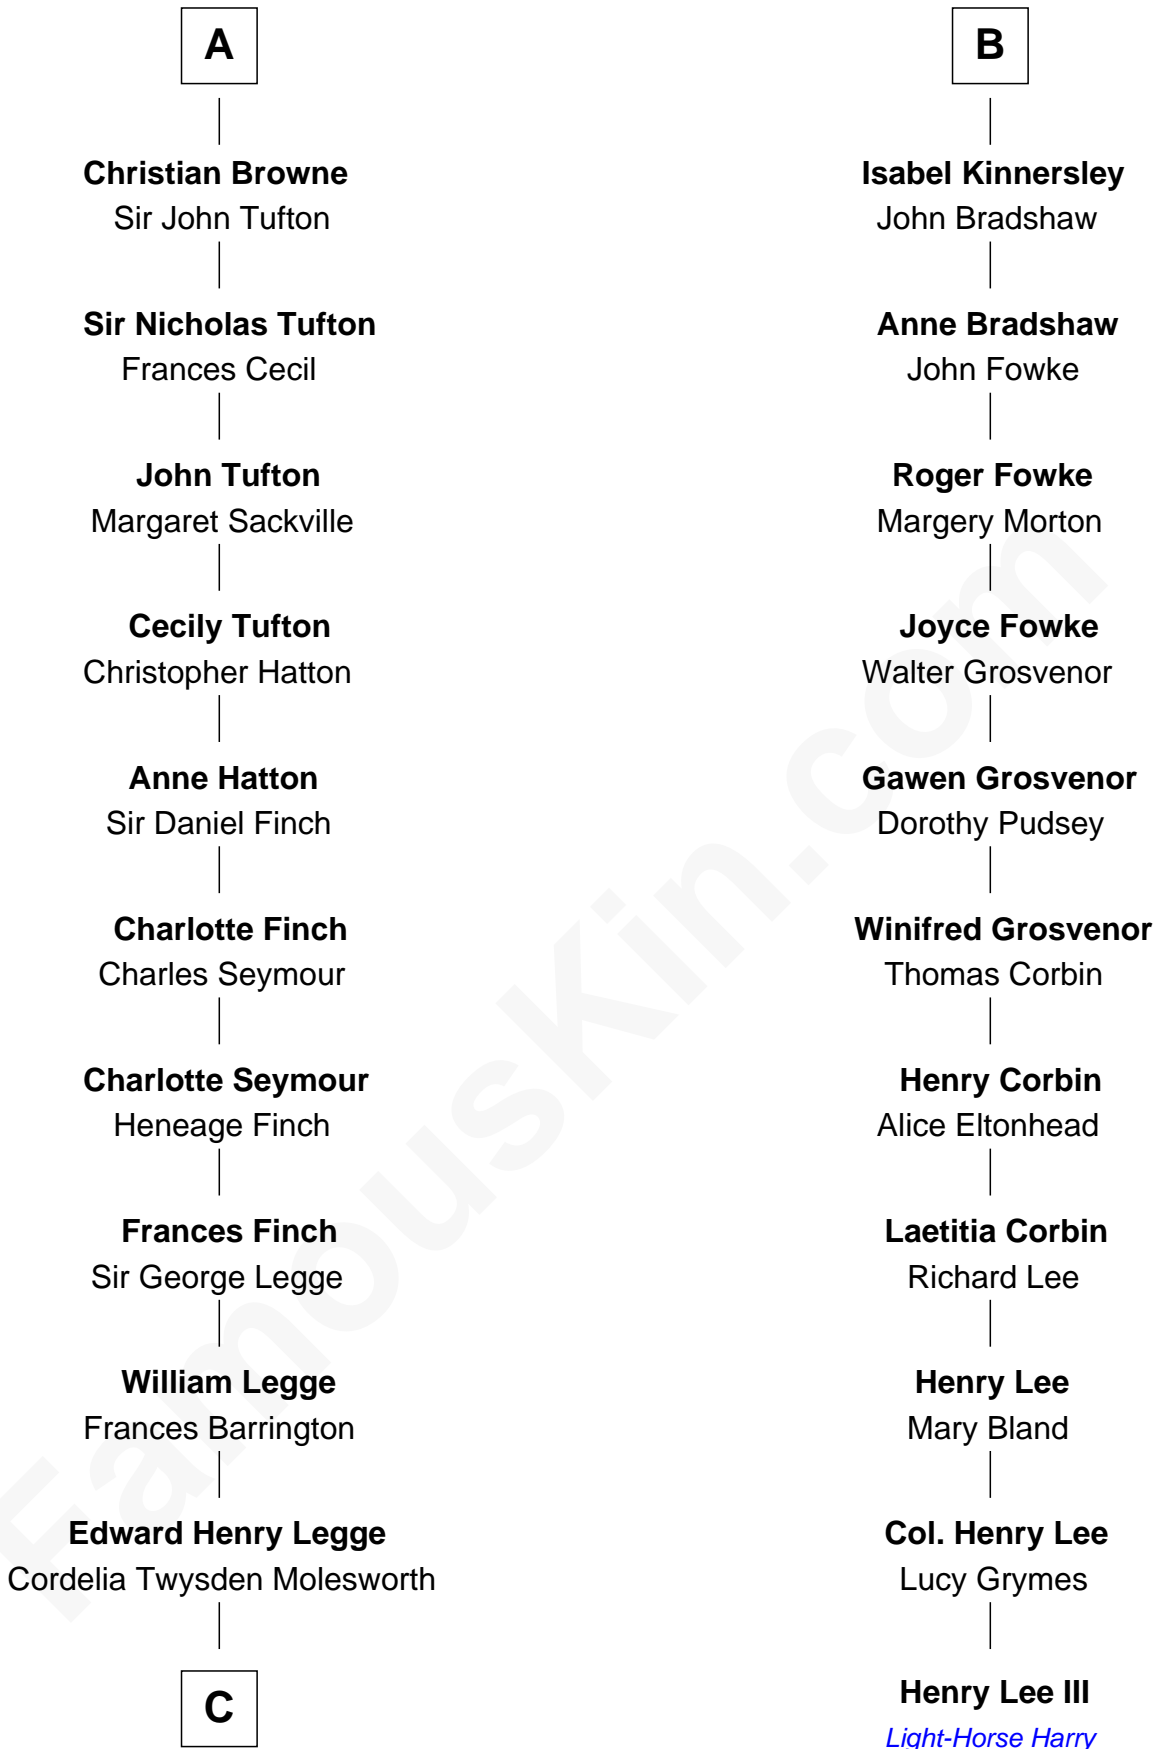 A
Christian Browne
Sir John Tufton
Sir Nicholas Tufton
Frances Cecil
John Tufton
Margaret Sackville
Cecily Tufton
Christopher Hatton
Anne Hatton
Sir Daniel Finch
Charlotte Finch
Charles Seymour
Charlotte Seymour
Heneage Finch
Frances Finch
Sir George Legge
William Legge
Frances Barrington
Edward Henry Legge
Cordelia Twysden Molesworth
C
B
Isabel Kinnersley
John Bradshaw
Anne Bradshaw
John Fowke
Roger Fowke
Margery Morton
Joyce Fowke
Walter Grosvenor
Gawen Grosvenor
Dorothy Pudsey
Winifred Grosvenor
Thomas Corbin
Henry Corbin
Alice Eltonhead
Laetitia Corbin
Richard Lee
Henry Lee
Mary Bland
Col. Henry Lee
Lucy Grymes
Henry Lee III
Light-Horse Harry
FamousKin.com